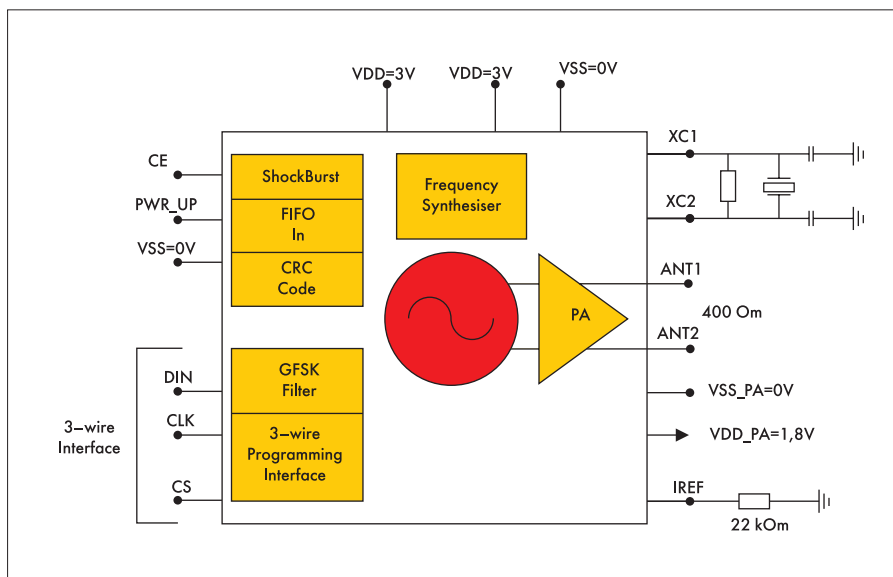 VDD=3V
VDD=3V
VSS=0V
CE
PWR_UP
VSS=0V
ShockBurst
FIFO
In
CRC
Code
Frequency
Synthesiser
XC1
XC2
ANT1
400 Om
ANT2
PA
VSS_PA=0V
VDD_PA=1,8V
IREF
22 kOm
3–wire
Interface
DIN
CLK
CS
GFSK
Filter
3–wire
Programming
Interface